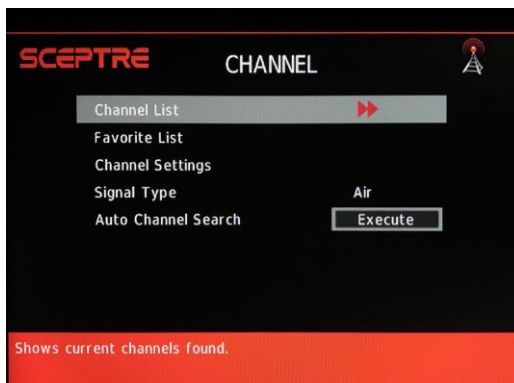 SCEPTRE CHANNEL
Channel List
Favorite List
Channel Settings
Signal Type Air
Auto Channel Search Execute
Shows current channels found.